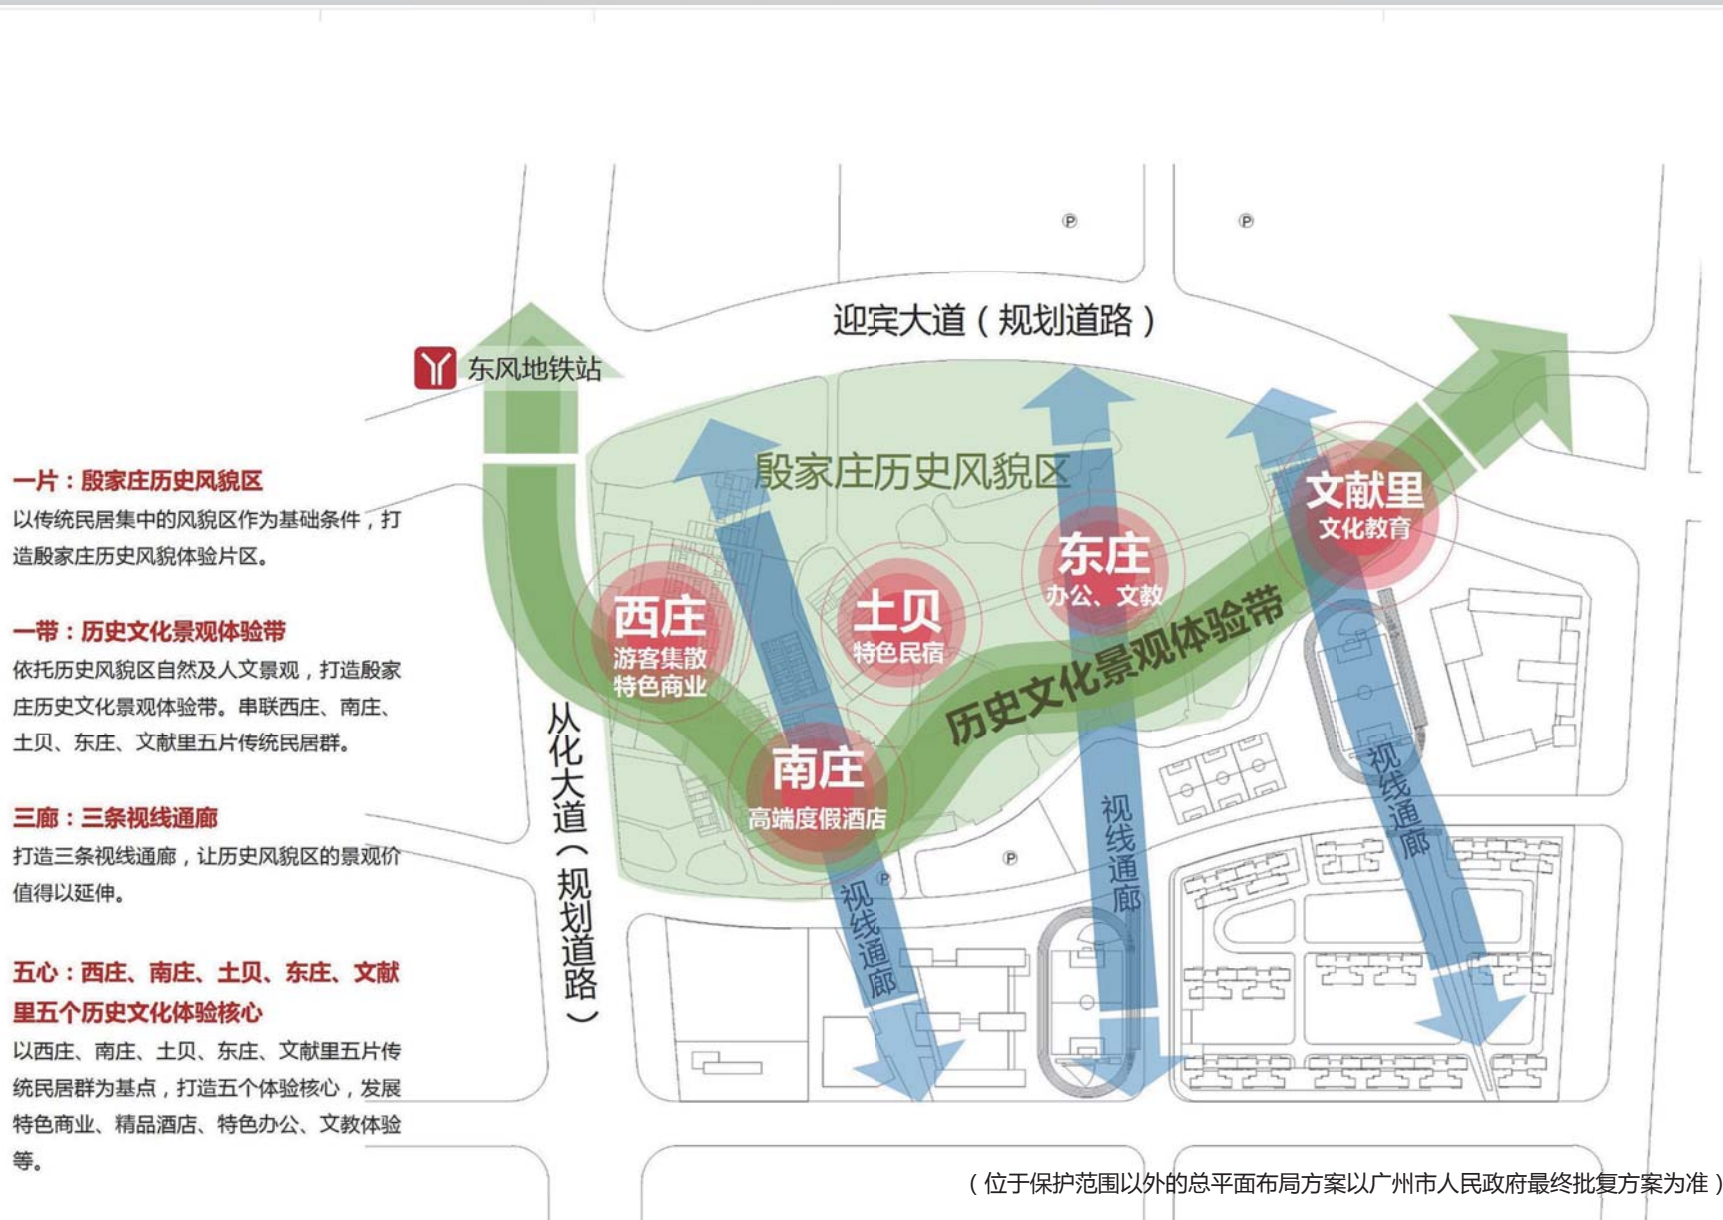 一片：殷家庄历史风貌区
以传统民居集中的风貌区作为基础条件，打
造殷家庄历史风貌体验片区。
一带：历史文化景观体验带
依托历史风貌区自然及人文景观，打造殷家
庄历史文化景观体验带。串联西庄、南庄、
土贝、东庄、文献里五片传统民居群。
三廊：三条视线通廊
打造三条视线通廊，让历史风貌区的景观价
值得以延伸。
五心：西庄、南庄、土贝、东庄、文献
里五个历史文化体验核心
以西庄、南庄、土贝、东庄、文献里五片传
统民居群为基点，打造五个体验核心，发展
特色商业、精品酒店、特色办公、文教体验
等。
P
P
迎宾大道（规划道路）
东风地铁站
殷家庄历史风貌区
文献里
文化教育
东庄
办公、文教
西庄
游客集散
特色商业
土贝
特色民宿
历史文化景观体验带
南庄
高端度假酒店
从化大道（规划道路）
P
P
视线通廊
视线通廊
视线通廊
（位于保护范围以外的总平面布局方案以广州市人民政府最终批复方案为准）